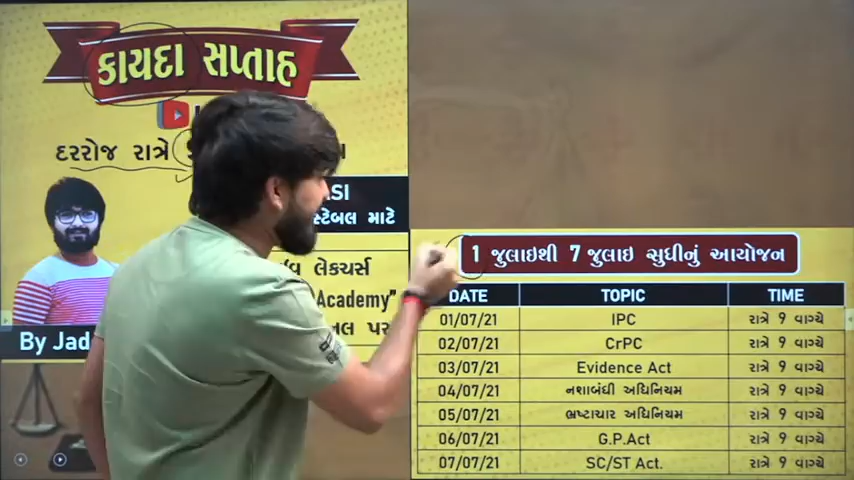 કાયદા સપ્તાહ
દરરોજ રાત્રે
કોન્સ્ટેબલ માટે
લેક્ચર્સ
Academy"
By Jad
1 જુલાઇથી 7 જુલાઇ સુધીનું આયોજન
DATE TOPIC TIME
01/07/21 IPC રાત્રે 9 વાગ્યે
02/07/21 CrPC રાત્રે 9 વાગ્યે
03/07/21 Evidence Act રાત્રે 9 વાગ્યે
04/07/21 નશાબંધી અધિનિયમ રાત્રે 9 વાગ્યે
05/07/21 ભ્રષ્ટાચાર અધિનિયમ રાત્રે 9 વાગ્યે
06/07/21 G.P.Act રાત્રે 9 વાગ્યે
07/07/21 SC/ST Act. રાત્રે 9 વાગ્યે